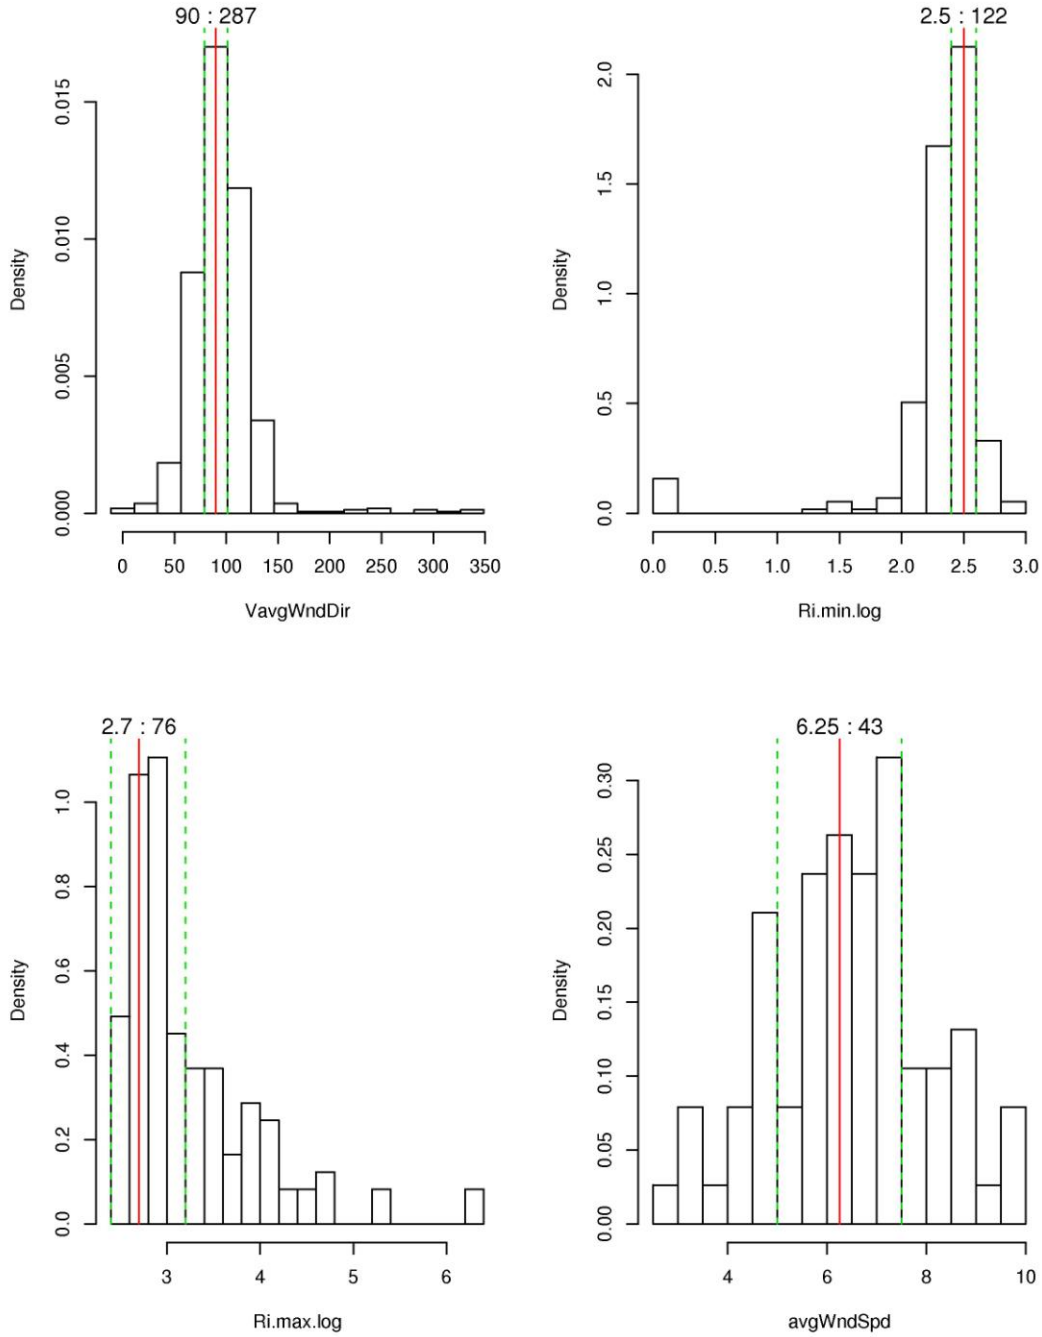 90 : 287
Density
0.000 0.005 0.010 0.015
0 50 100 150 200 250 300 350
VavgWndDir
2.5 : 122
Density
0.0 0.5 1.0 1.5 2.0
0.0 0.5 1.0 1.5 2.0 2.5 3.0
Ri.min.log
2.7 : 76
Density
0.0 0.2 0.4 0.6 0.8 1.0
3 4 5 6
Ri.max.log
6.25 : 43
Density
0.00 0.05 0.10 0.15 0.20 0.25 0.30
4 6 8 10
avgWndSpd